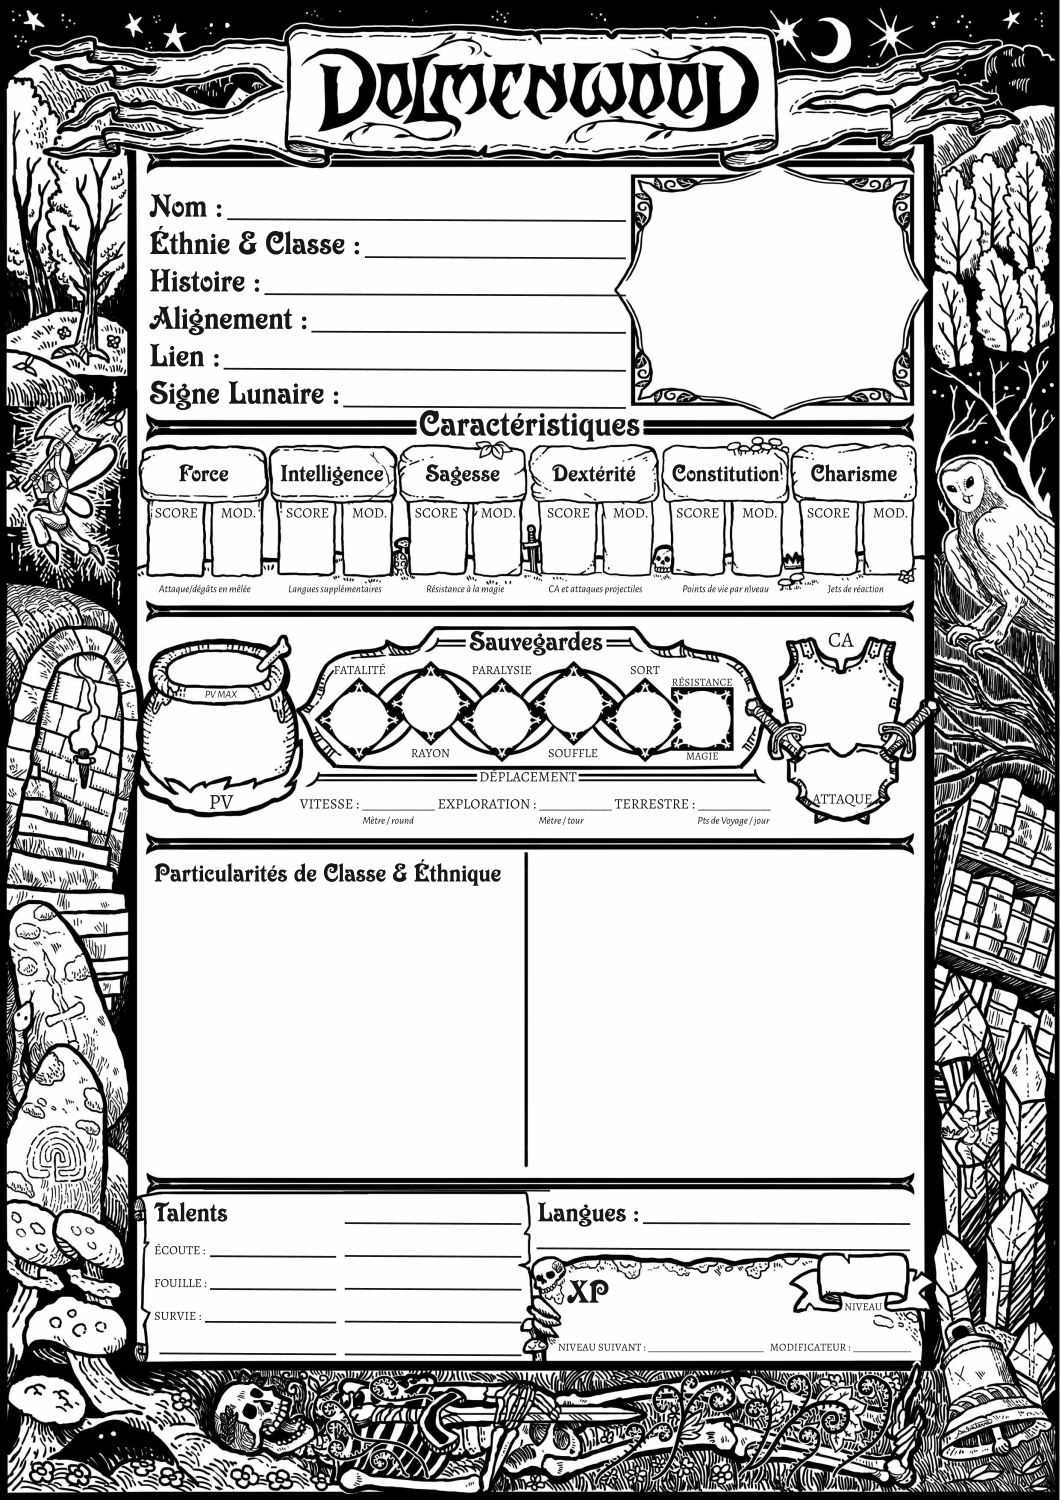 DOLMENWOOD
Nom :
Éthnie & Classe :
Histoire :
Alignement :
Lien :
Signe Lunaire :
Caractéristiques
Force Intelligence Sagesse Dextérité Constitution Charisme
SCORE MOD. SCORE MOD. SCORE MOD. SCORE MOD. SCORE MOD. SCORE MOD.
Attaque/dégâts en mêlée Langues supplémentaires Résistance à la magie CA et attaques projectiles Points de vie par niveau Jets de réaction
Sauvegardes
CA
FATALITÉ PARALYSIE SORT
RÉSISTANCE
PV MAX
RAYON SOUFFLE MAGIE
DÉPLACEMENT
PV
VITESSE : EXPLORATION : TERRESTRE :
ATTAQUE
Mètre / round Mètre / tour Pts de Voyage / jour
Particularités de Classe & Éthnique
Talents
Langues :
ÉCOUTE :
FOUILLE :
SURVIE :
XP
NIVEAU
NIVEAU SUIVANT : MODIFICATEUR :